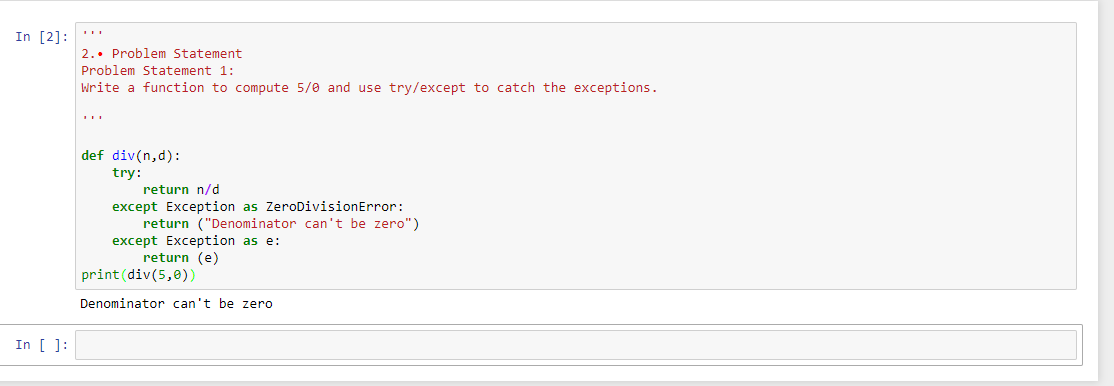 In [2]:
'''
2.• Problem Statement
Problem Statement 1:
Write a function to compute 5/0 and use try/except to catch the exceptions.
'''
def div(n,d):
    try:
        return n/d
    except Exception as ZeroDivisionError:
        return ("Denominator can't be zero")
    except Exception as e:
        return (e)
print(div(5,0))
Denominator can't be zero
In [ ]: